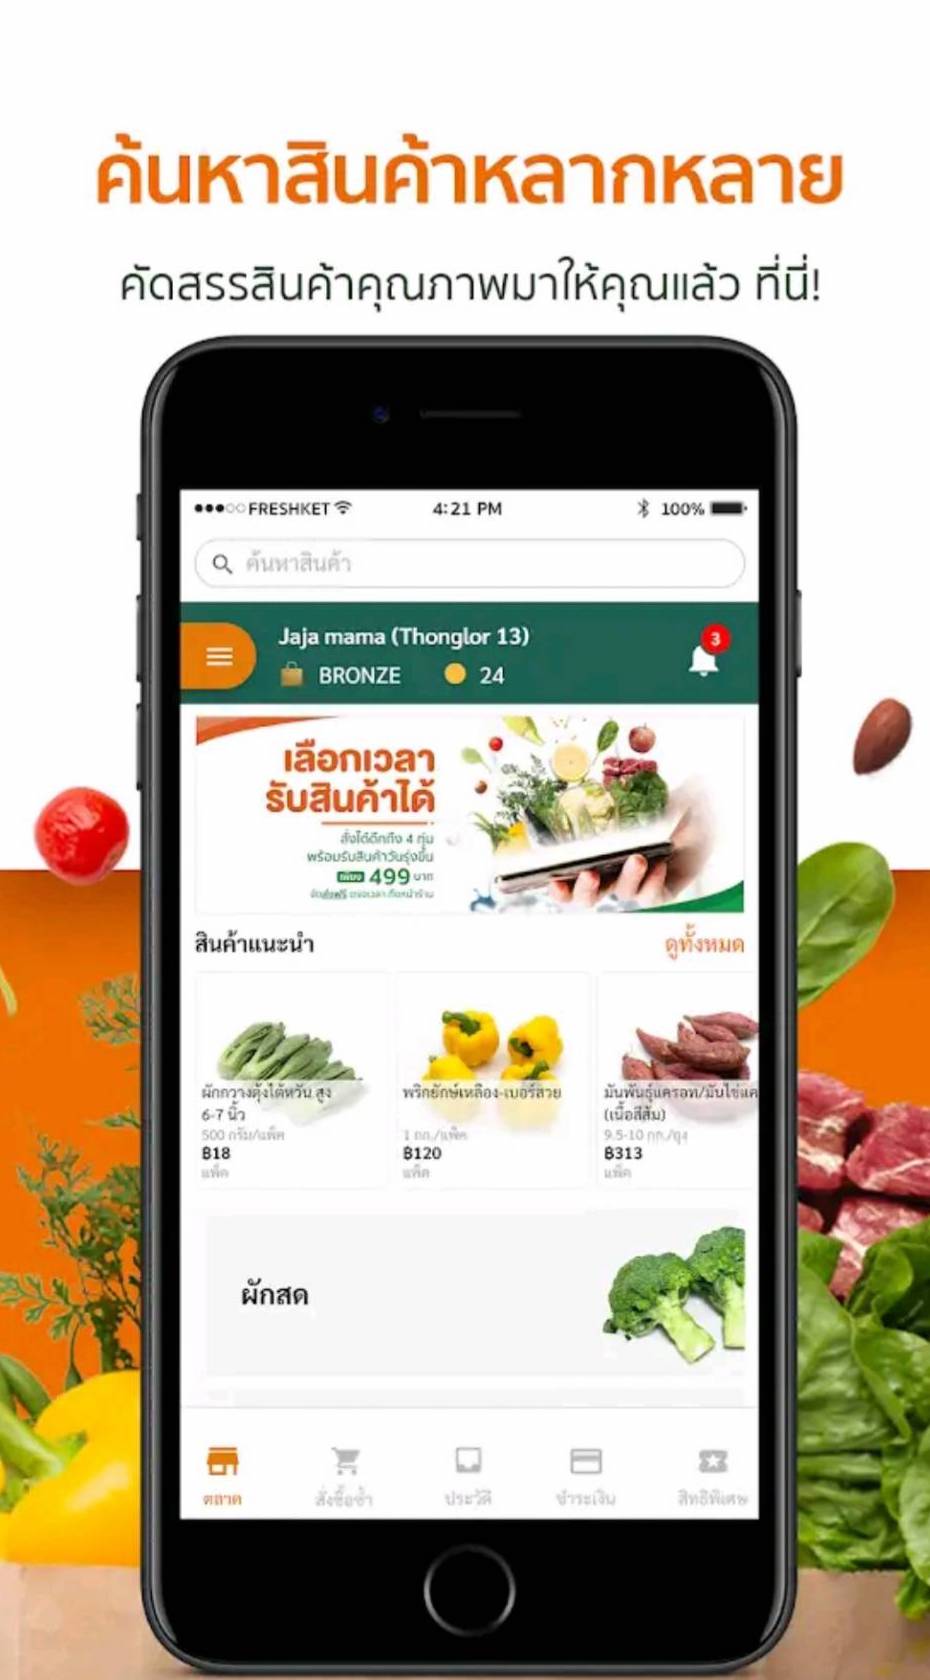 ค้นหาสินค้าหลากหลาย
คัดสรรสินค้าคุณภาพมาให้คุณแล้ว ที่นี่!
FRESHKET 4:21 PM 100%
ค้นหาสินค้า
Jaja mama (Thonglor 13)
3
BRONZE 24
เลือกเวลา
รับสินค้าได้
สั่งได้ดึกถึง 4 ทุ่ม
พร้อมรับสินค้าวันรุ่งขึ้น
เพียง 499 บาท
สินค้าแนะนำ ดูทั้งหมด
ผักกวางตุ้งไต้หวัน สูง
6-7 นิ้ว
500 กรัม/แพ็ค
฿18
แพ็ค
พริกยักษ์เหลือง-เบอร์สวย
1 กก./แพ็ค
฿120
แพ็ค
มันพันธุ์แครอท/มันไข่แค
(เนื้อสีส้ม)
9.5-10 กก./ถุง
฿313
แพ็ค
ผักสด
ตลาด สั่งซื้อซ้ำ ประวัติ ชำระเงิน สิทธิพิเศษ